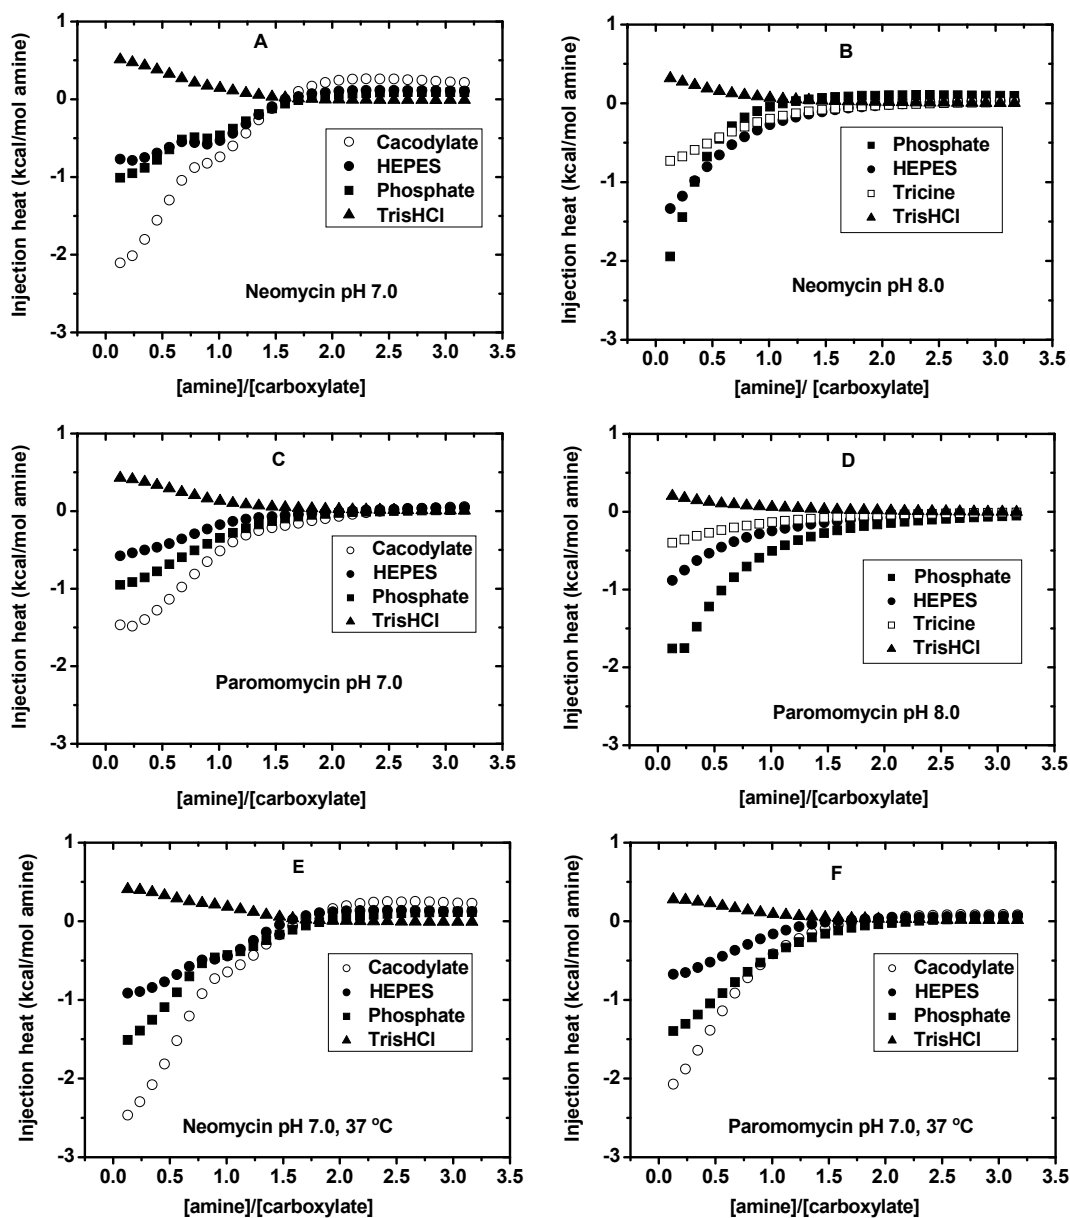 A
Injection heat (kcal/mol amine)
1
0
-1
-2
-3
Cacodylate
HEPES
Phosphate
TrisHCl
Neomycin pH 7.0
0.0 0.5 1.0 1.5 2.0 2.5 3.0 3.5
[amine]/[carboxylate]
B
Injection heat (kcal/mol amine)
1
0
-1
-2
-3
Phosphate
HEPES
Tricine
TrisHCl
Neomycin pH 8.0
0.0 0.5 1.0 1.5 2.0 2.5 3.0 3.5
[amine]/ [carboxylate]
C
Injection heat (kcal/mol amine)
1
0
-1
-2
-3
Cacodylate
HEPES
Phosphate
TrisHCl
Paromomycin pH 7.0
0.0 0.5 1.0 1.5 2.0 2.5 3.0 3.5
[amine]/[carboxylate]
D
Injection heat (kcal/mol amine)
1
0
-1
-2
-3
Phosphate
HEPES
Tricine
TrisHCl
Paromomycin pH 8.0
0.0 0.5 1.0 1.5 2.0 2.5 3.0 3.5
[amine]/[carboxylate]
E
Injection heat (kcal/mol amine)
1
0
-1
-2
-3
Cacodylate
HEPES
Phosphate
TrisHCl
Neomycin pH 7.0, 37 °C
0.0 0.5 1.0 1.5 2.0 2.5 3.0 3.5
[amine]/[carboxylate]
F
Injection heat (kcal/mol amine)
1
0
-1
-2
-3
Cacodylate
HEPES
Phosphate
TrisHCl
Paromomycin pH 7.0, 37 °C
0.0 0.5 1.0 1.5 2.0 2.5 3.0 3.5
[amine]/[carboxylate]